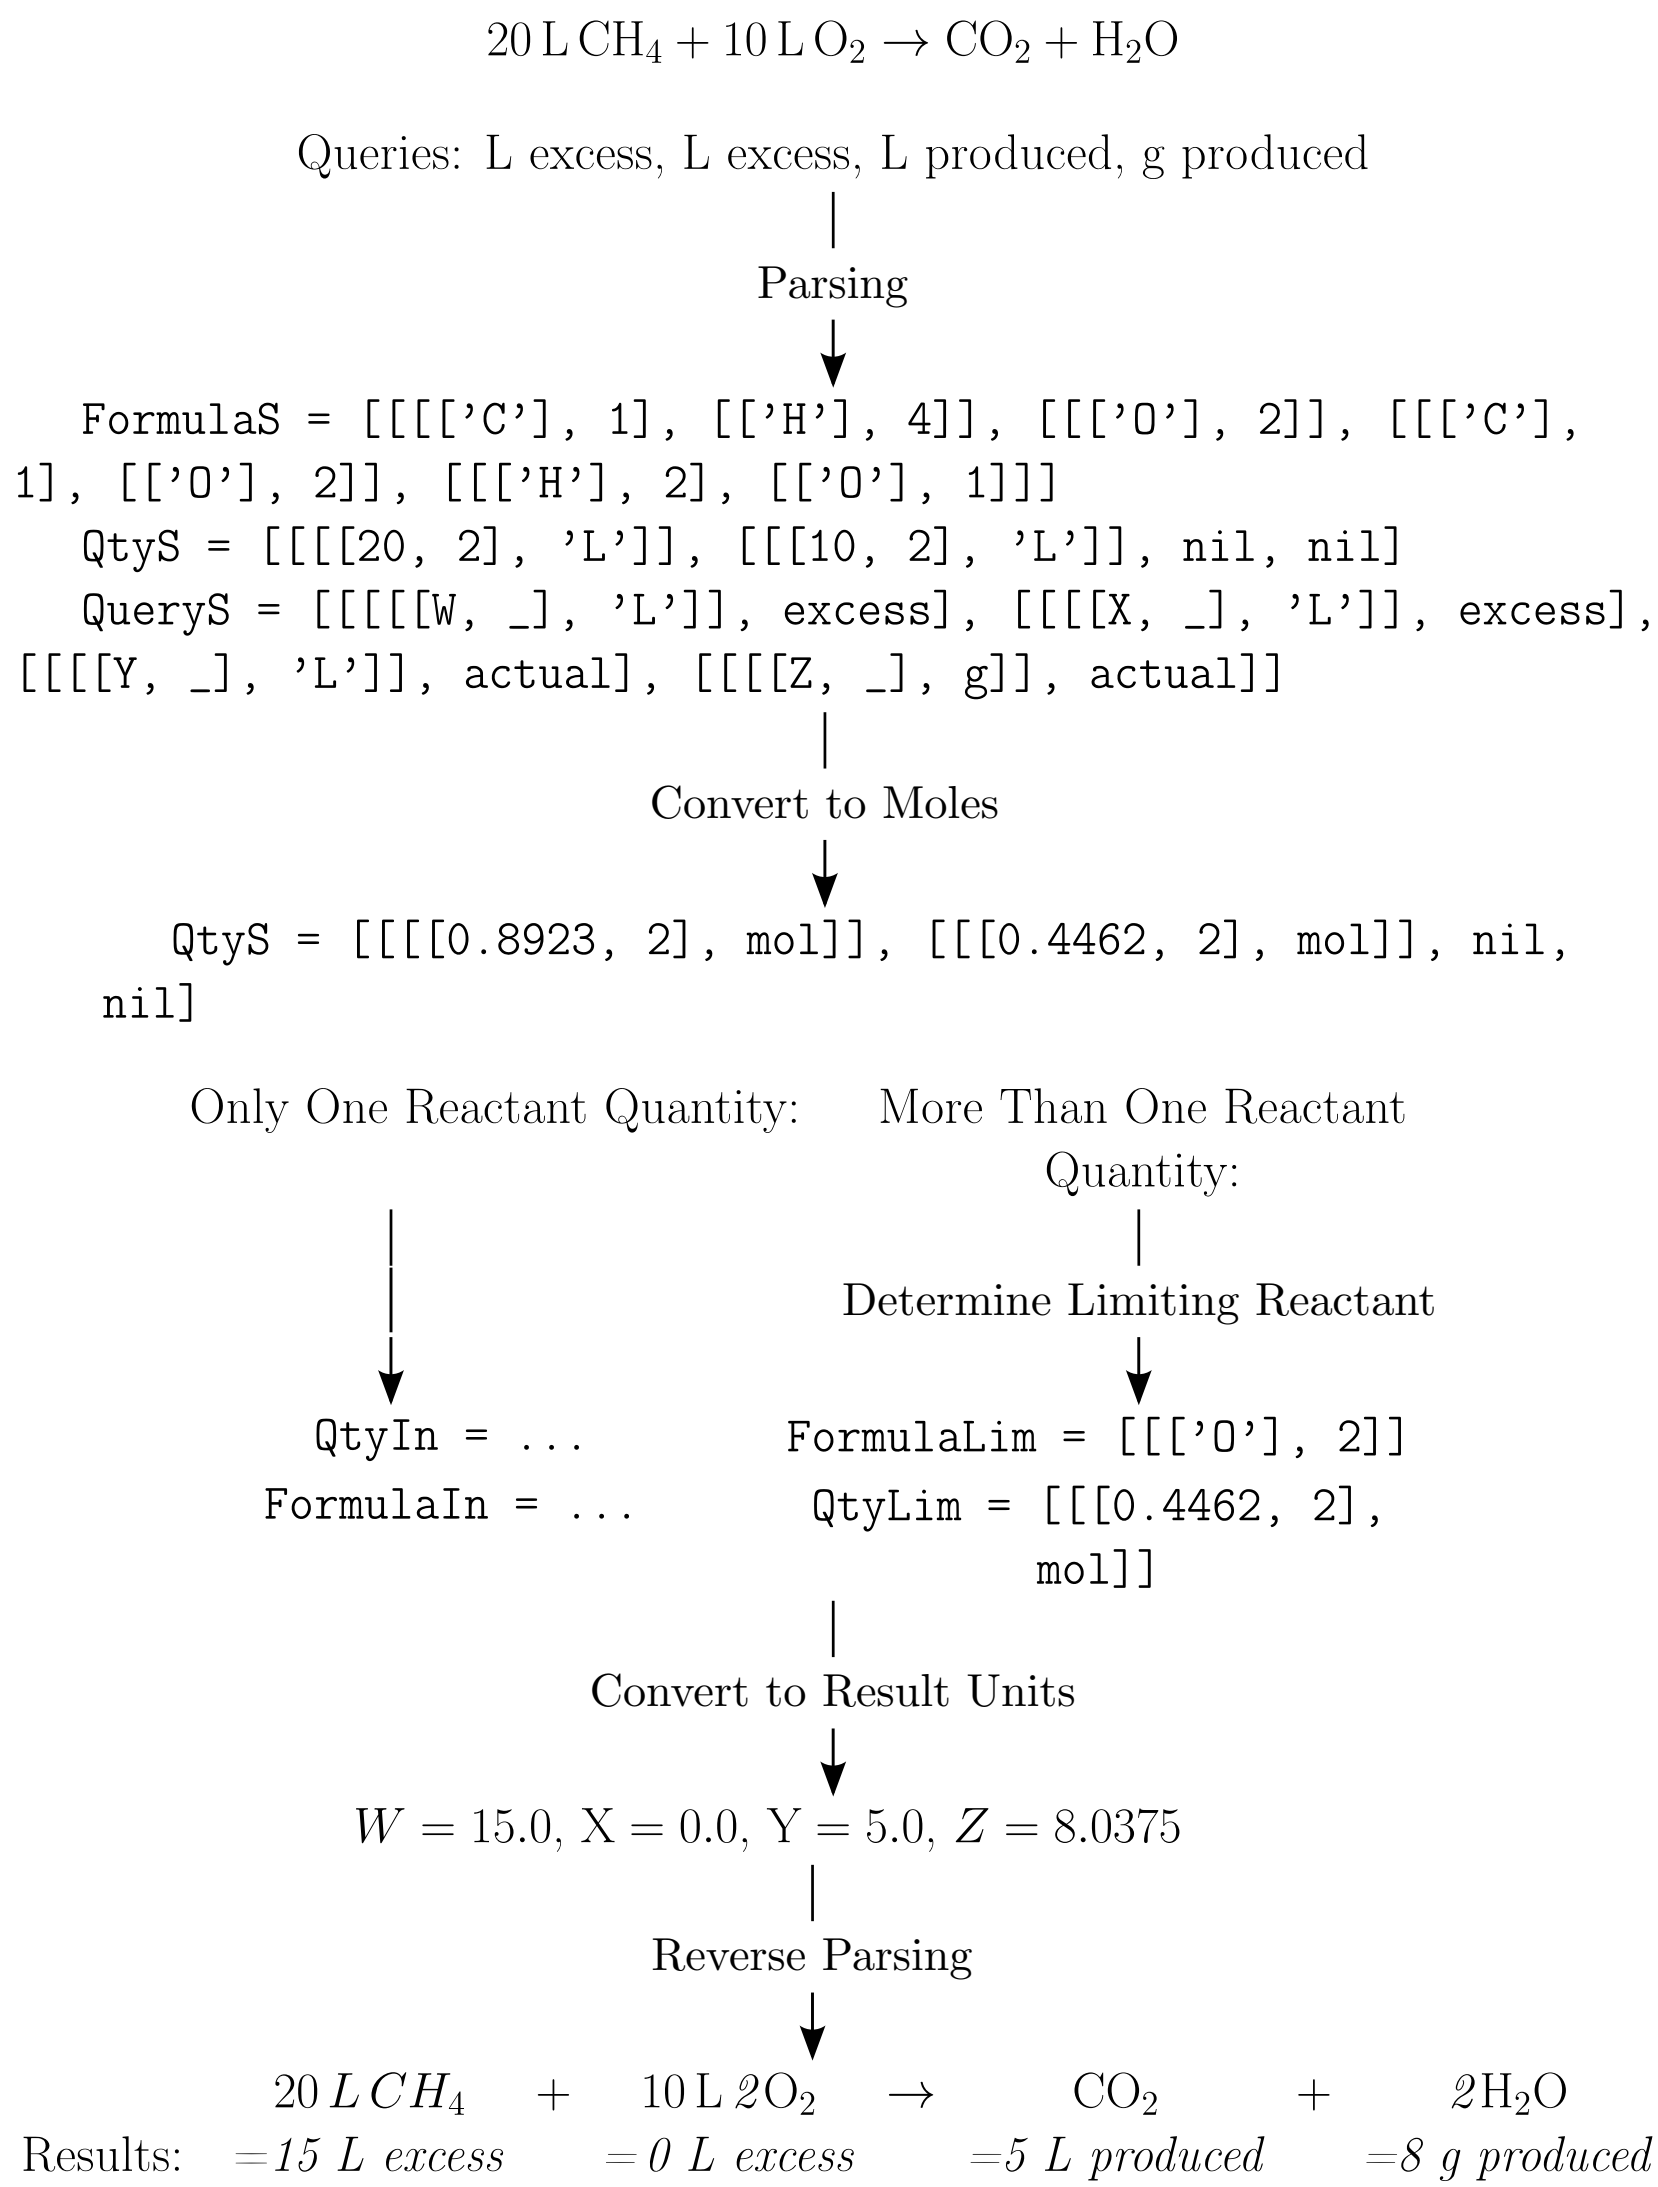 20 L CH₄ + 10 L O₂ → CO₂ + H₂O
Queries: L excess, L excess, L produced, g produced
Parsing
FormulaS = [[[['C'], 1], [['H'], 4]], [[['O'], 2]], [[['C'],
1], [['O'], 2]], [[['H'], 2], [['O'], 1]]]
QtyS = [[[[20, 2], 'L']], [[[10, 2], 'L']], nil, nil]
QueryS = [[[[[W, _], 'L']], excess], [[[[X, _], 'L']], excess],
[[[[Y, _], 'L']], actual], [[[[Z, _], g]], actual]]
Convert to Moles
QtyS = [[[[0.8923, 2], mol]], [[[0.4462, 2], mol]], nil,
nil]
Only One Reactant Quantity:
More Than One Reactant
Quantity:
Determine Limiting Reactant
QtyIn = ...
FormulaIn = ...
FormulaLim = [[['O'], 2]]
QtyLim = [[[0.4462, 2],
mol]]
Convert to Result Units
W = 15.0, X = 0.0, Y = 5.0, Z = 8.0375
Reverse Parsing
20 L CH₄ + 10 L 2O₂ → CO₂ + 2H₂O
Results: =15 L excess =0 L excess =5 L produced =8 g produced